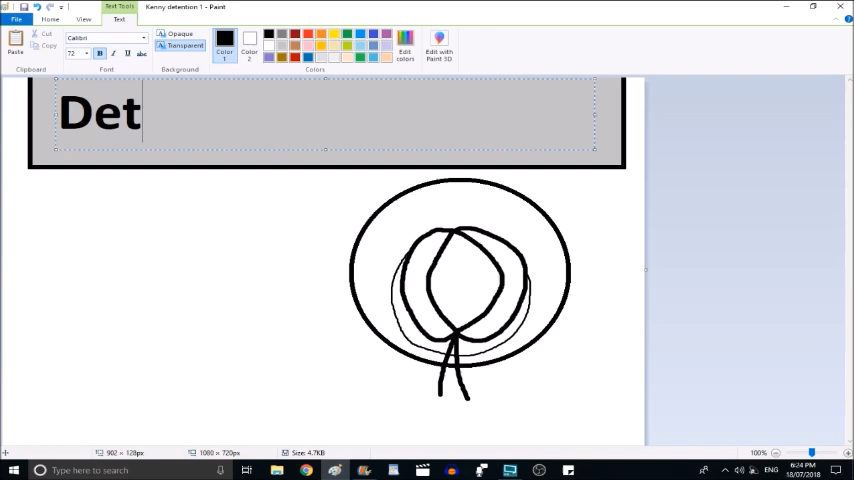 Text Tools
Kenny detention 1 - Paint
File
Home
View
Text
Paste
Cut
Copy
Clipboard
Calibri
72
B
I
U
abc
Font
Opaque
Transparent
Background
Color
1
Color
2
Edit
colors
Edit with
Paint 3D
Colors
Det
902 × 128px
1080 × 720px
Size: 4.7KB
100%
Type here to search
ENG
6:24 PM
18/07/2018